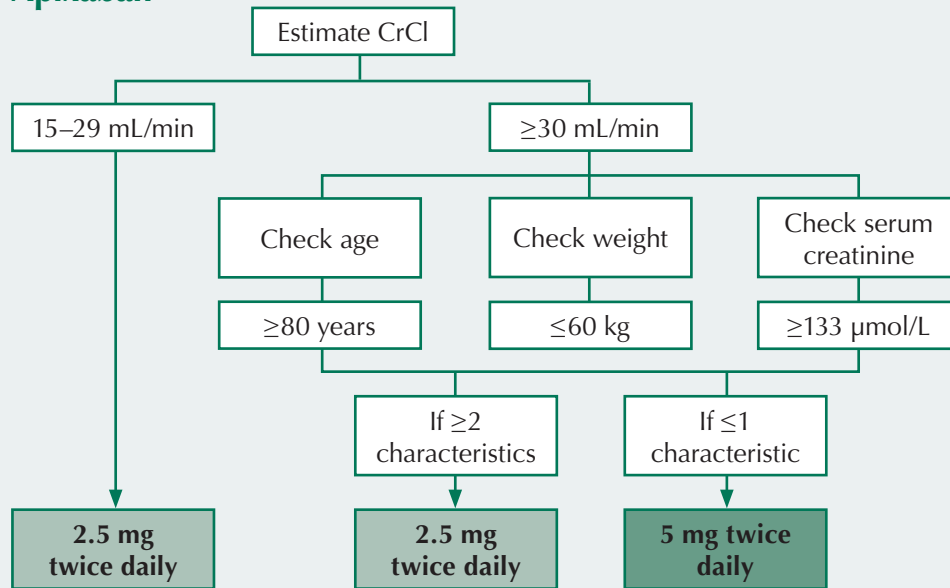 Estimate CrCl
15–29 mL/min
≥30 mL/min
Check age
Check weight
Check serum
creatinine
≥80 years
≤60 kg
≥133 µmol/L
If ≥2
characteristics
If ≤1
characteristic
2.5 mg
twice daily
2.5 mg
twice daily
5 mg twice
daily